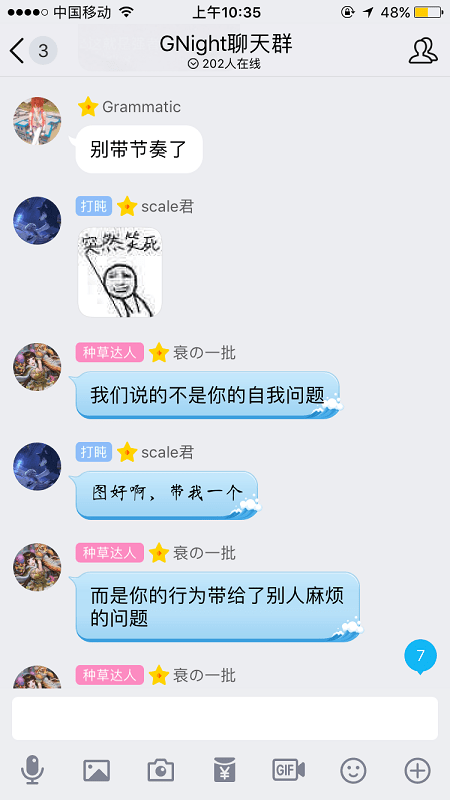 中国移动
上午10:35
48%
3
GNight聊天群
202人在线
Grammatic
别带节奏了
打盹
scale君
突然笑死
种草达人
衰の一批
我们说的不是你的自我问题
打盹
scale君
图好啊，带我一个
种草达人
衰の一批
而是你的行为带给了别人麻烦
的问题
7
种草达人
衰の一批
¥
GIF